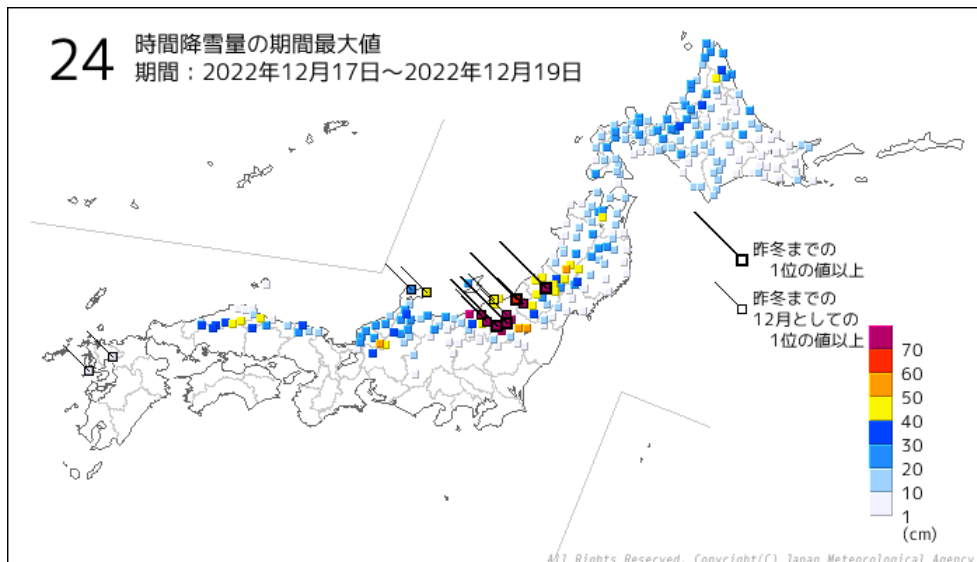 24
時間降雪量の期間最大値
期間：2022年12月17日～2022年12月19日
昨冬までの
1位の値以上
昨冬までの
12月としての
1位の値以上
70
60
50
40
30
20
10
1
(cm)
All Rights Reserved. Copyright(C) Japan Meteorological Agency